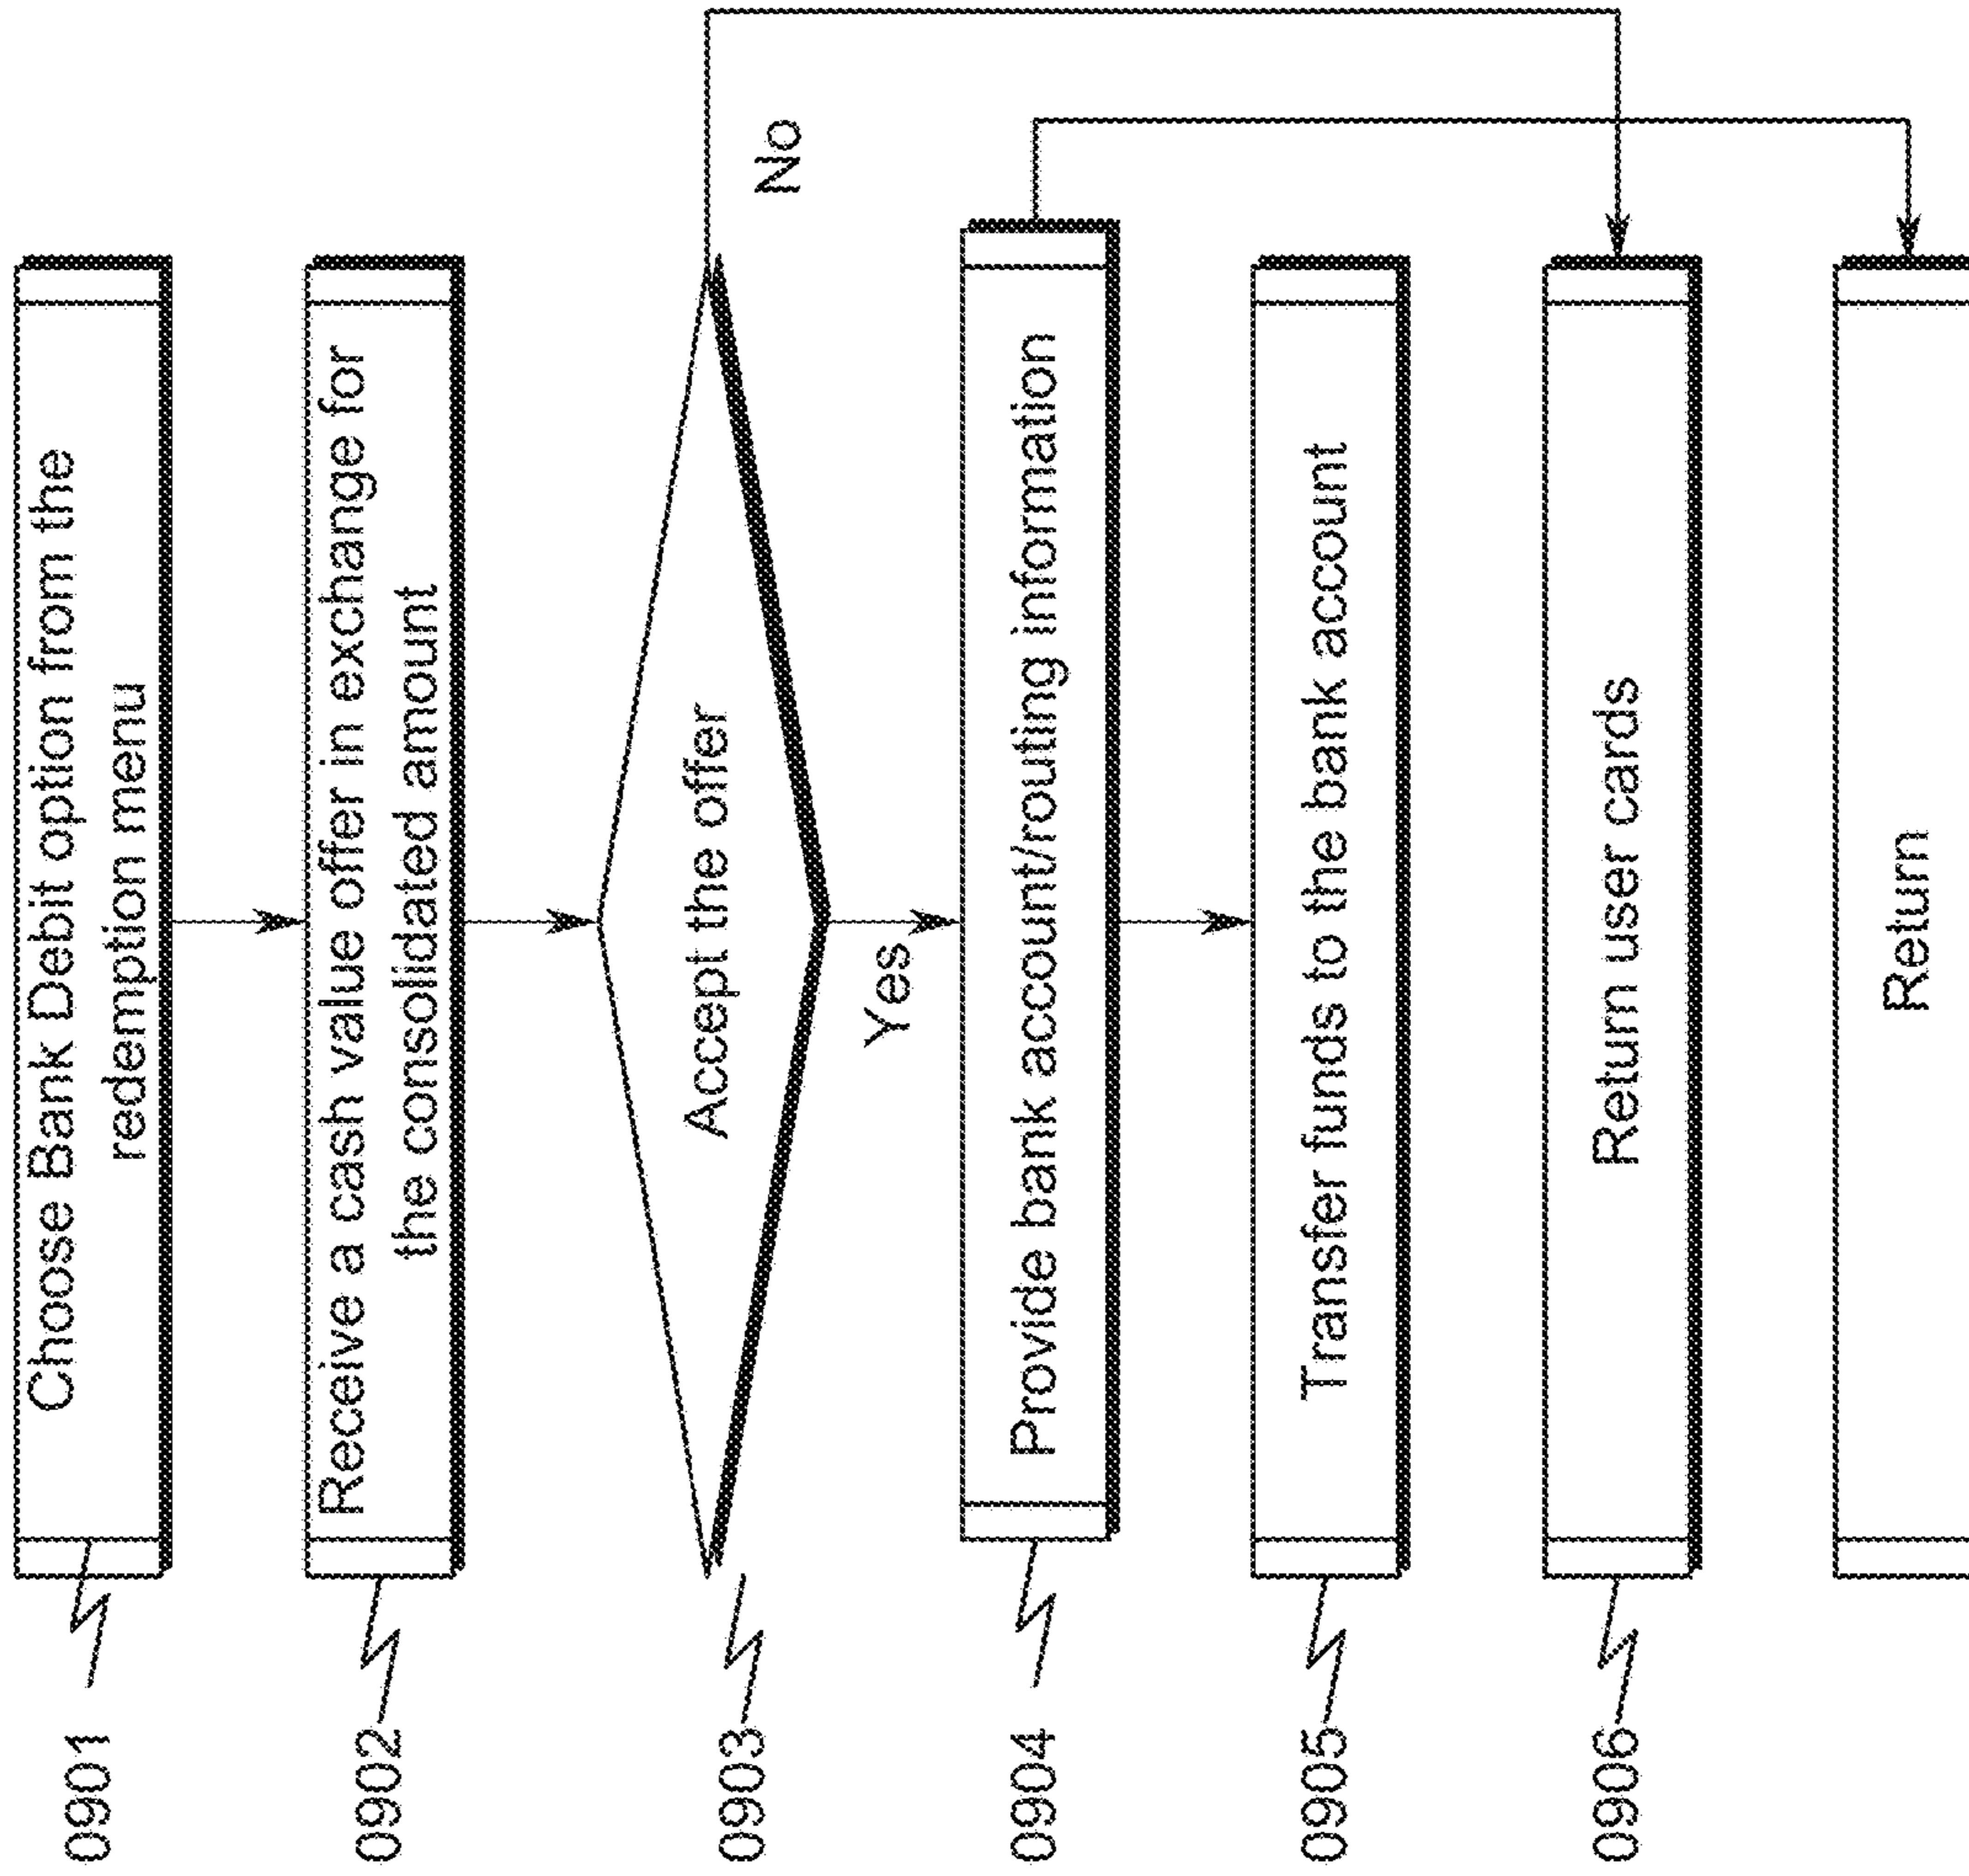 0901
Choose Bank Debit option from the
redemption menu
0902
Receive a cash value offer in exchange for
the consolidated amount
0903
Accept the offer
No
Yes
0904
Provide bank account/routing information
0905
Transfer funds to the bank account
0906
Return user cards
Return